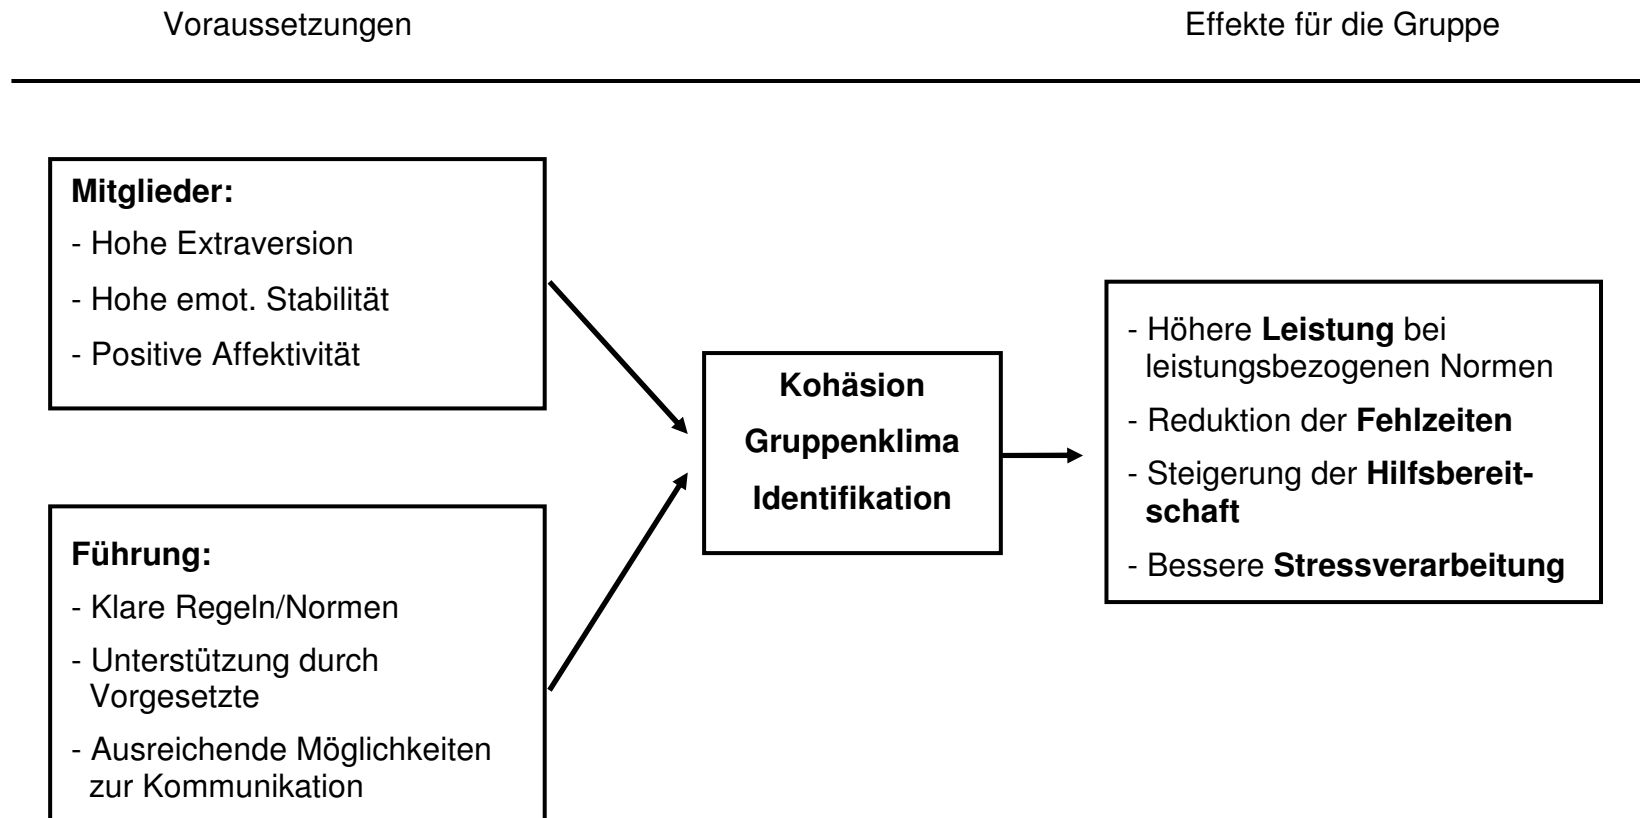 Voraussetzungen
Effekte für die Gruppe
Mitglieder:
- Hohe Extraversion
- Hohe emot. Stabilität
- Positive Affektivität
Führung:
- Klare Regeln/Normen
- Unterstützung durch
Vorgesetzte
- Ausreichende Möglichkeiten
zur Kommunikation
Kohäsion
Gruppenklima
Identifikation
- Höhere Leistung bei
leistungsbezogenen Normen
- Reduktion der Fehlzeiten
- Steigerung der Hilfsbereit-
schaft
- Bessere Stressverarbeitung